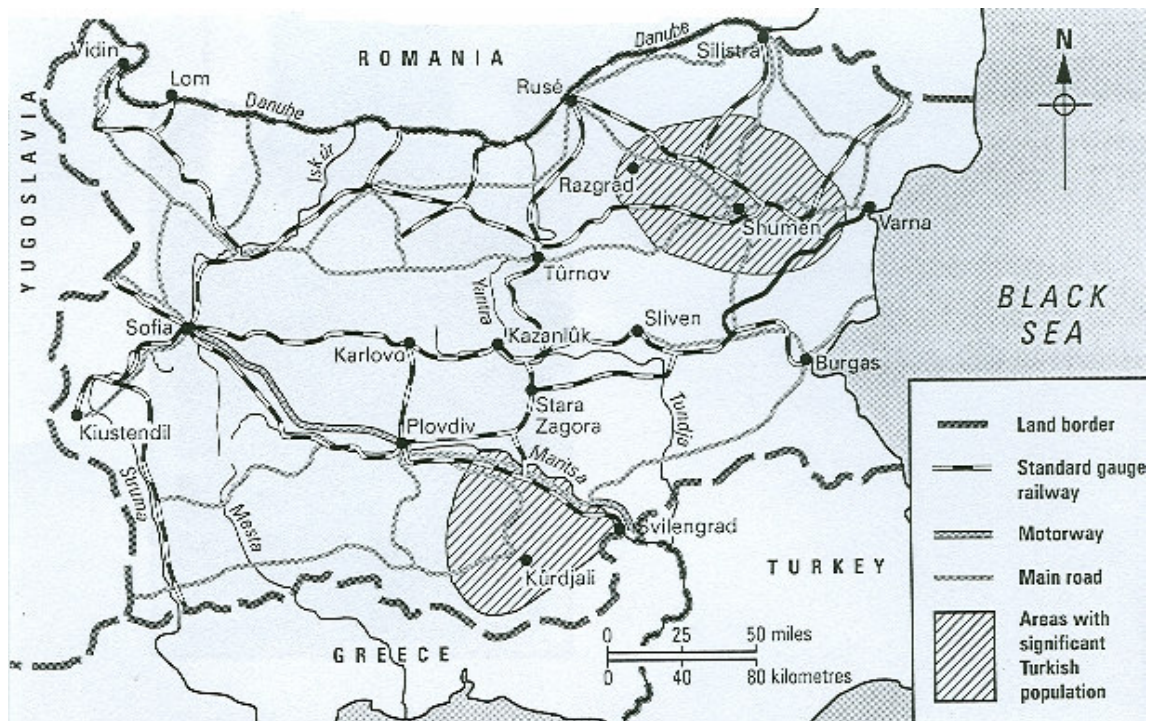 Vidin
Lom
ROMANIA
Danube
Silistra
Rusé
Danube
YUGOSLAVIA
Iskûr
Razgrad
Shumen
Varna
Tûrnov
Yantra
BLACK
SEA
Sofia
Karlovo
Kazanlûk
Sliven
Burgas
Kiustendil
Plovdiv
Stara
Zagora
Tundja
Struma
Mesta
Maritsa
Svilengrad
Kûrdjali
TURKEY
GREECE
N
0 25 50 miles
0 40 80 kilometres
Land border
Standard gauge
railway
Motorway
Main road
Areas with
significant
Turkish
population